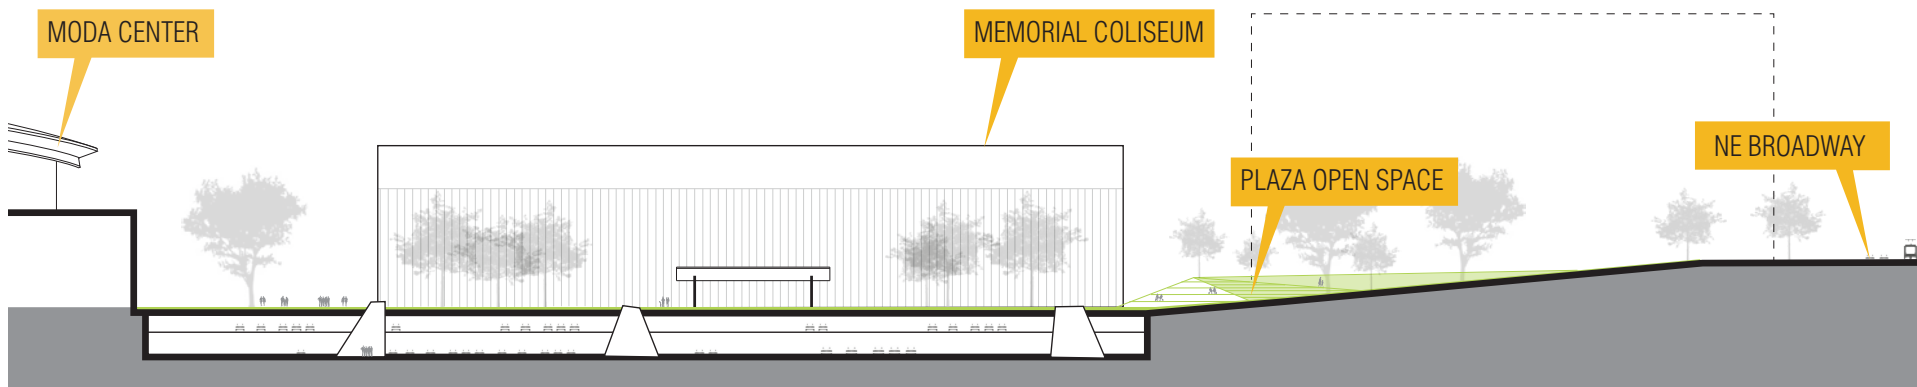 MODA CENTER
MEMORIAL COLISEUM
NE BROADWAY
PLAZA OPEN SPACE